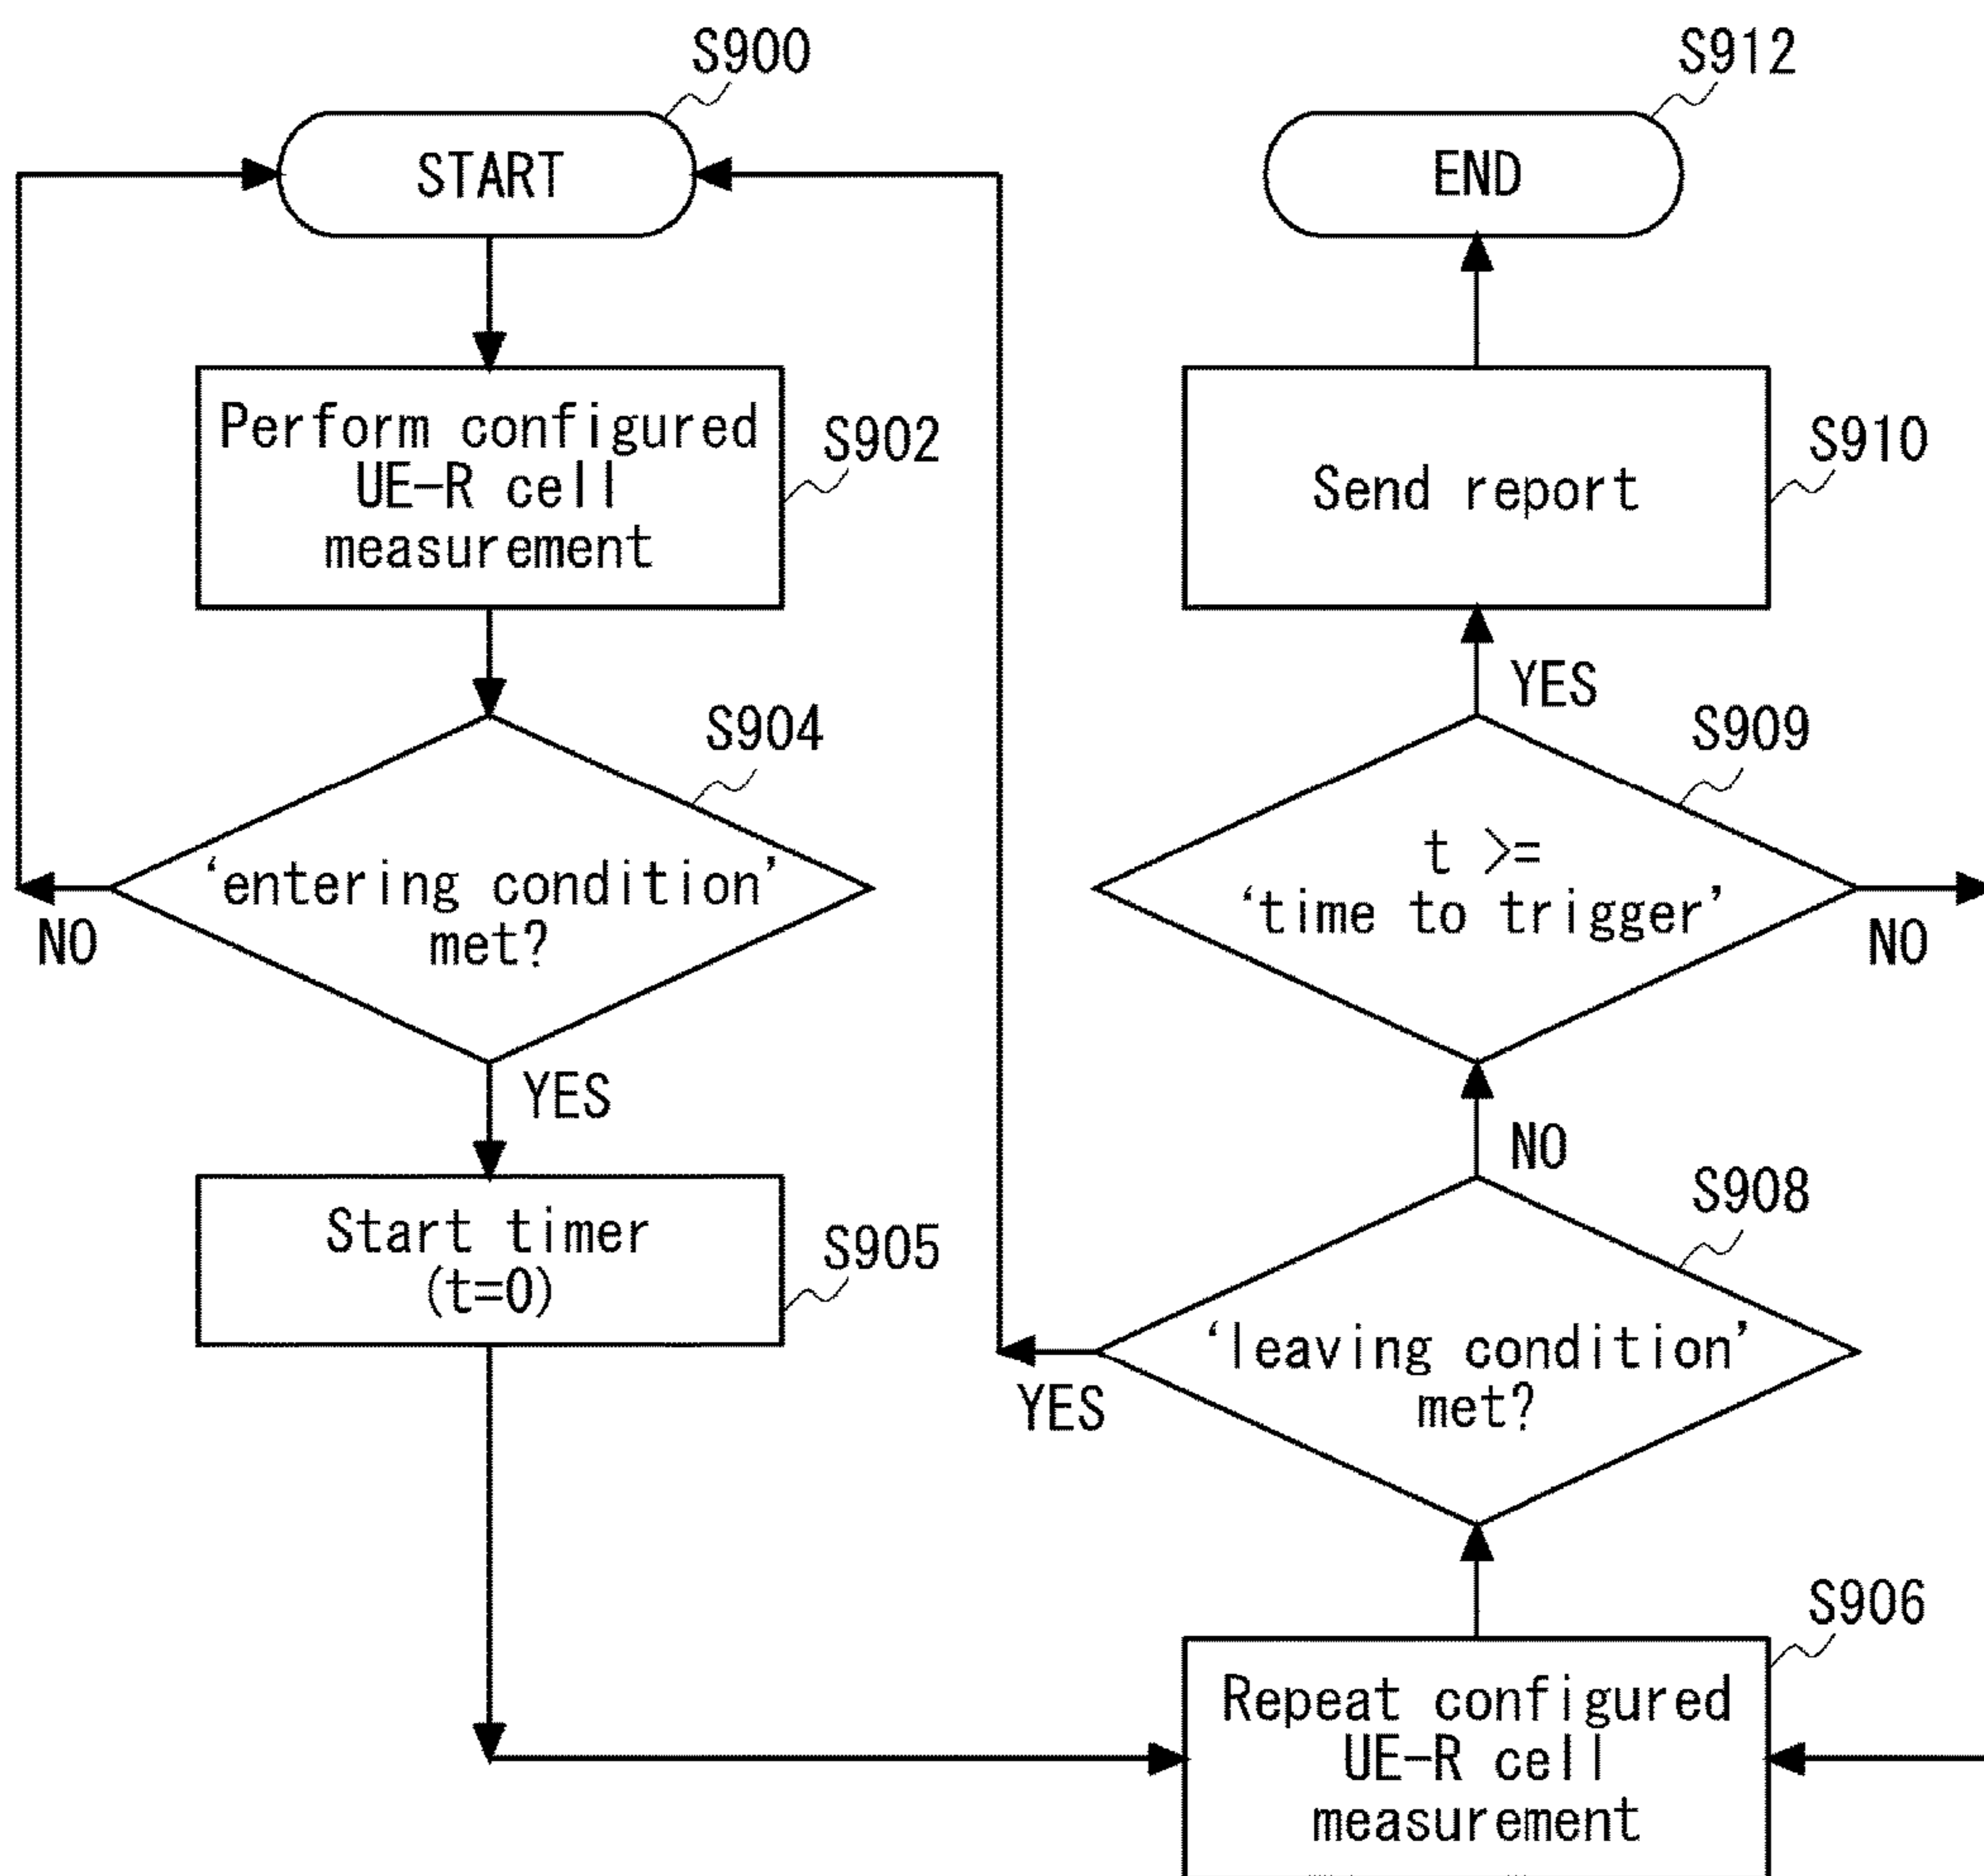 S900
START
Perform configured
UE-R cell
measurement
S902
S904
‘entering condition’
met?
NO
YES
Start timer
(t=0)
S905
S912
END
Send report
S910
YES
S909
t >=
‘time to trigger’
NO
NO
S908
‘leaving condition’
met?
YES
S906
Repeat configured
UE-R cell
measurement